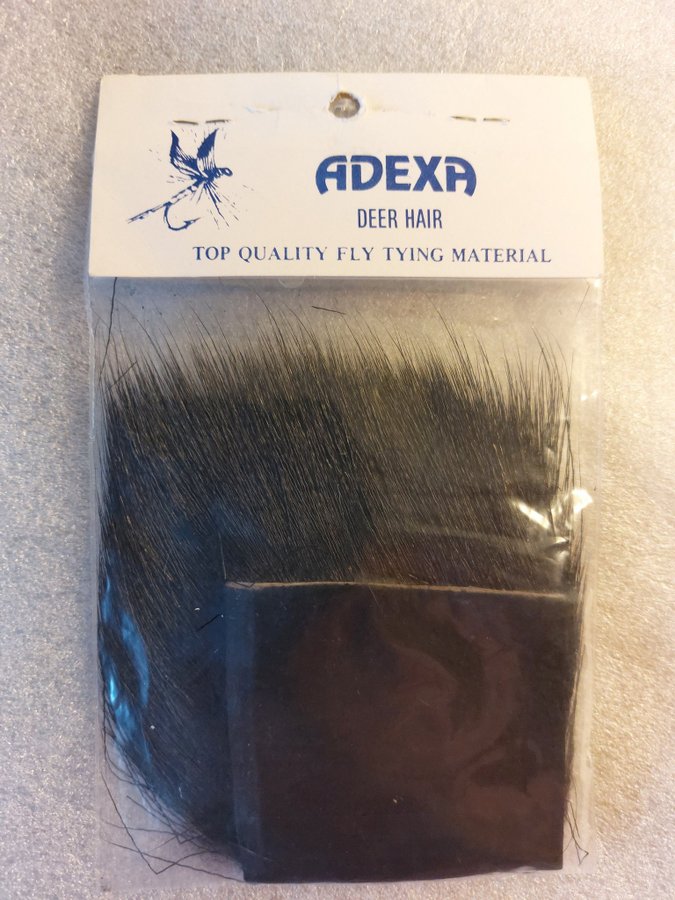 ADEXA
DEER HAIR
TOP QUALITY FLY TYING MATERIAL